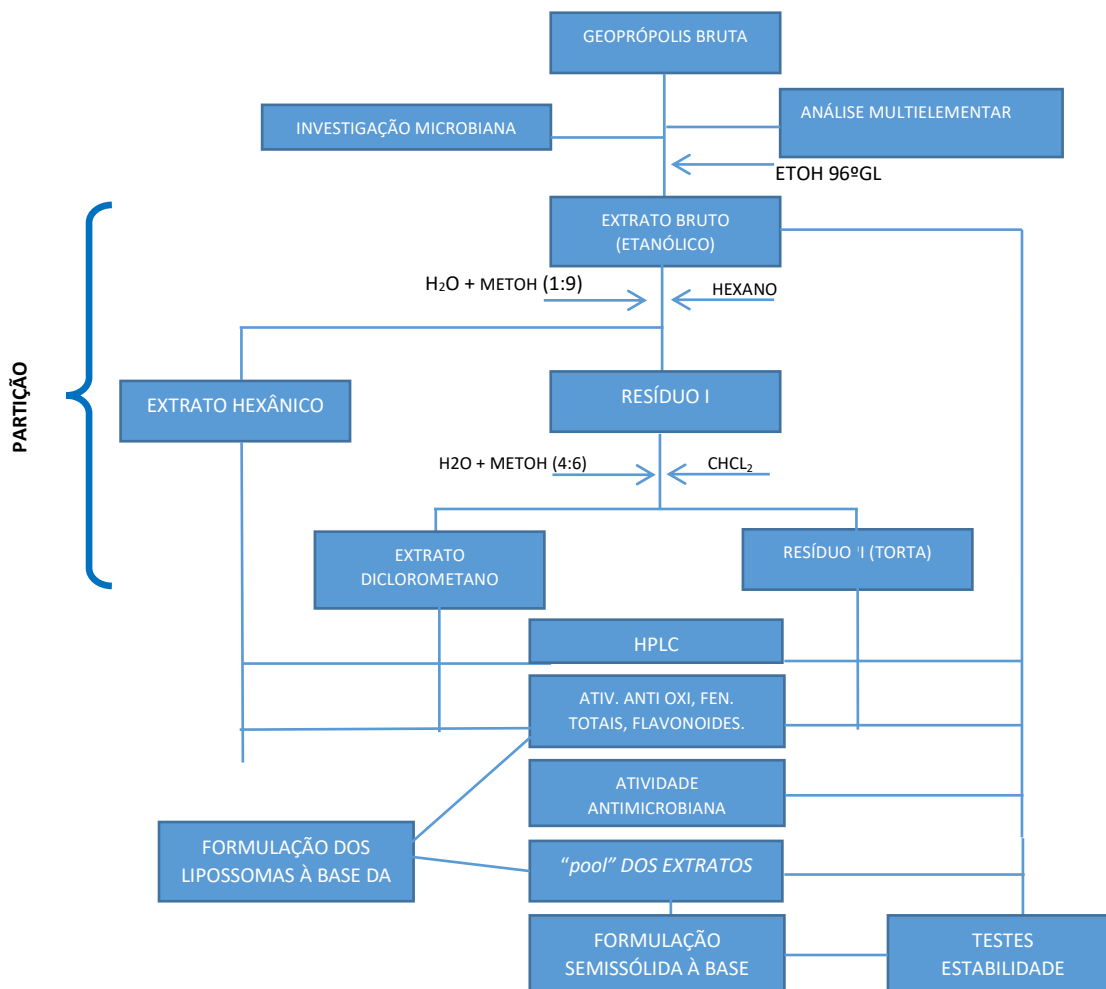 GEOPRÓPOLIS BRUTA
INVESTIGAÇÃO MICROBIANA
ANÁLISE MULTIELEMENTAR
ETOH 96ºGL
EXTRATO BRUTO
(ETANÓLICO)
H₂O + METOH (1:9)
HEXANO
PARTIÇÃO
EXTRATO HEXÂNICO
RESÍDUO I
H2O + METOH (4:6)
CHCL₂
EXTRATO
DICLOROMETANO
RESÍDUO 'I (TORTA)
HPLC
ATIV. ANTI OXI, FEN.
TOTAIS, FLAVONOIDES.
ATIVIDADE
ANTIMICROBIANA
FORMULAÇÃO DOS
LIPOSSOMAS À BASE DA
“pool” DOS EXTRATOS
FORMULAÇÃO
SEMISSÓLIDA À BASE
TESTES
ESTABILIDADE